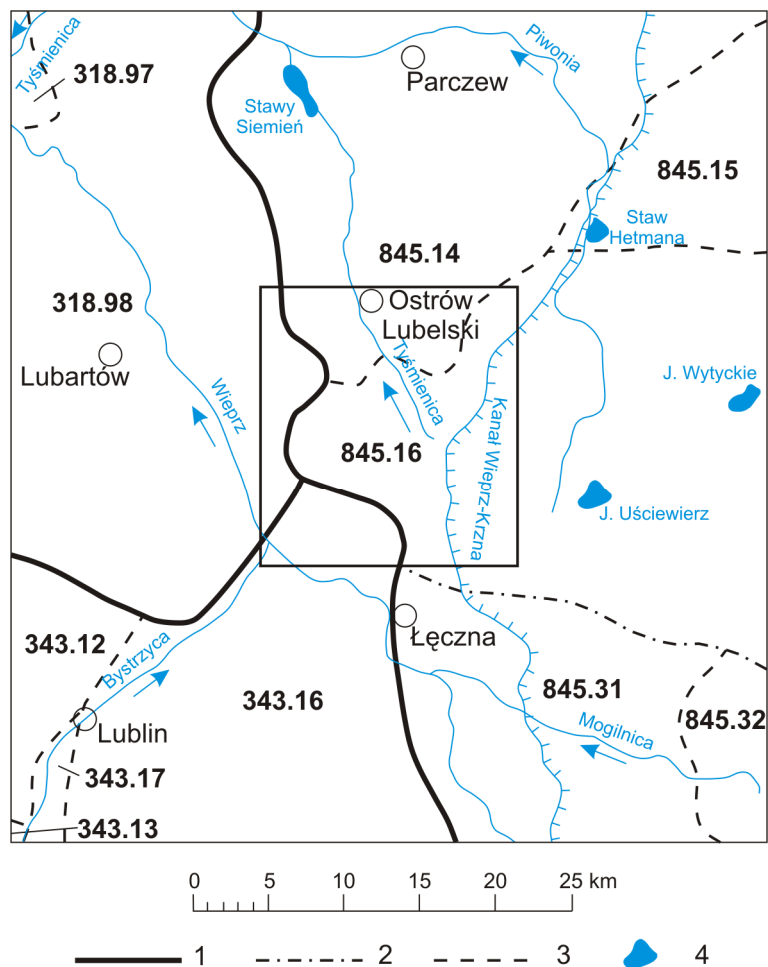 Tyśmienica
318.97
Piwonia
Parczew
Stawy
Siemień
845.15
Staw
Hetmana
845.14
318.98
Ostrów
Lubelski
Lubartów
Tyśmienica
J. Wytyckie
Wieprz
Kanał Wieprz-Krzna
845.16
J. Uściewierz
Łęczna
343.12
Bystrzyca
343.16
845.31
845.32
Mogilnica
Lublin
343.17
343.13
0 5 10 15 20 25 km
1 2 3 4